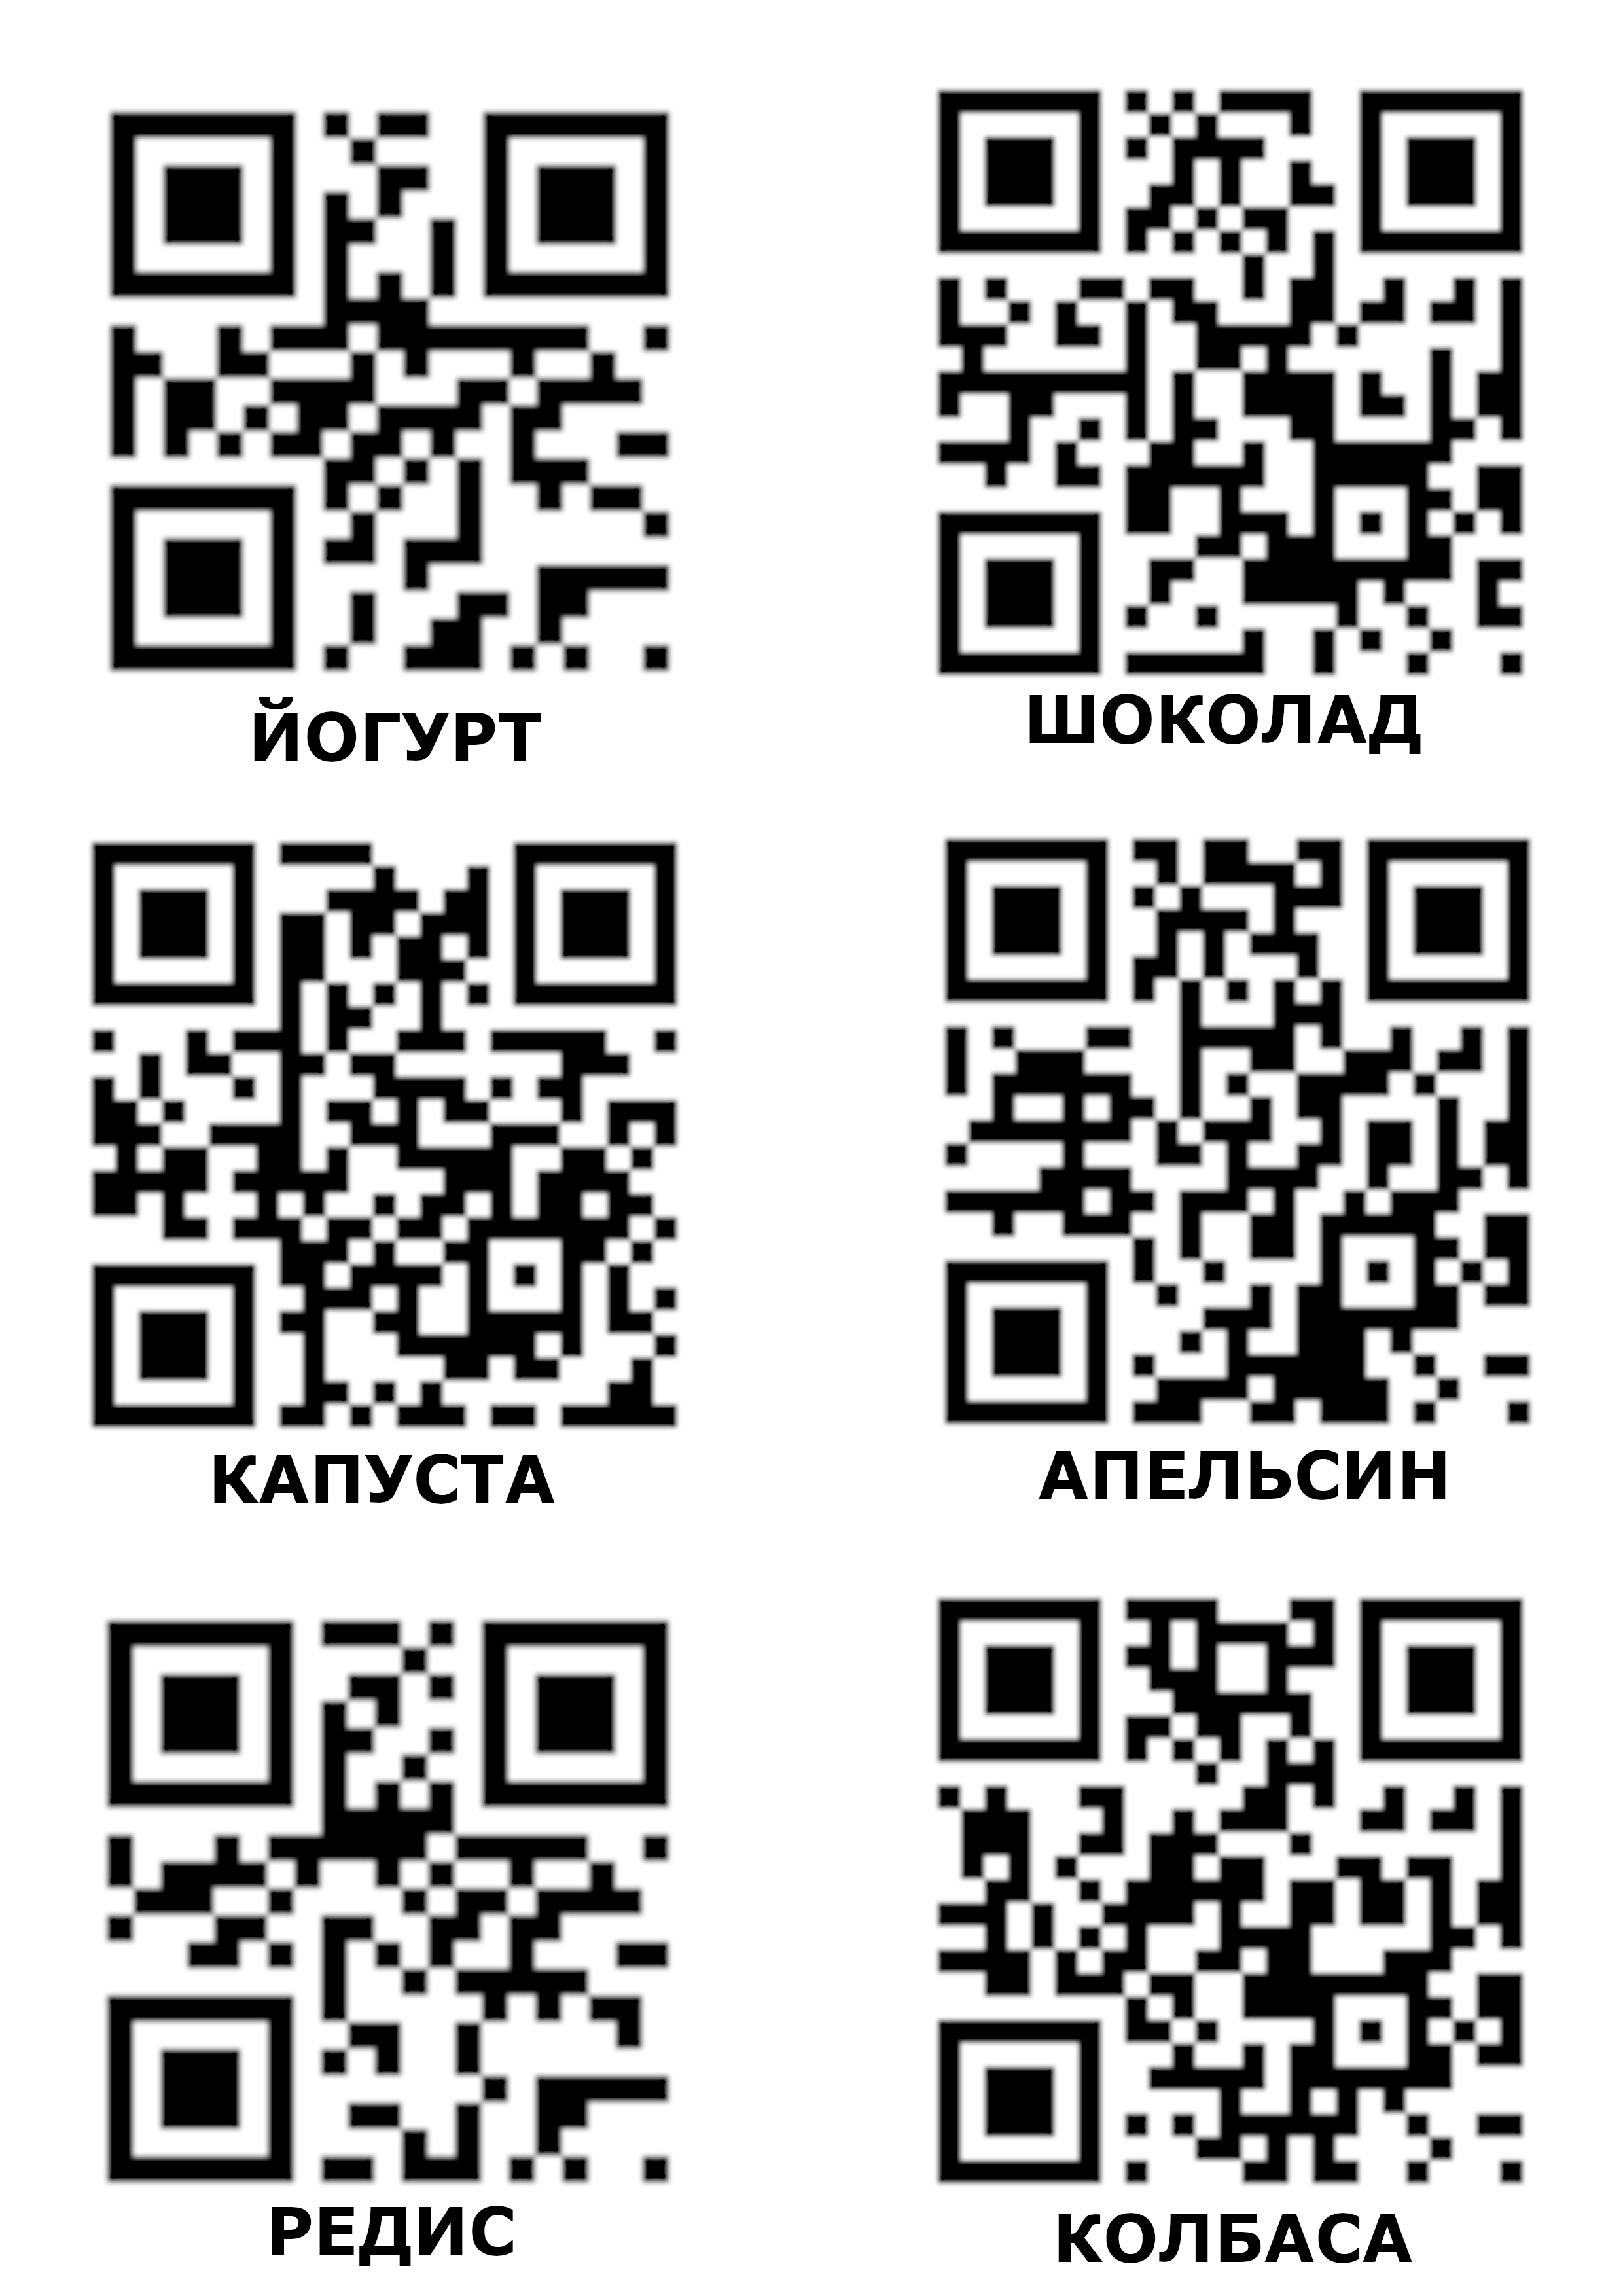 ЙОГУРТ
ШОКОЛАД
КАПУСТА
АПЕЛЬСИН
РЕДИС
КОЛБАСА